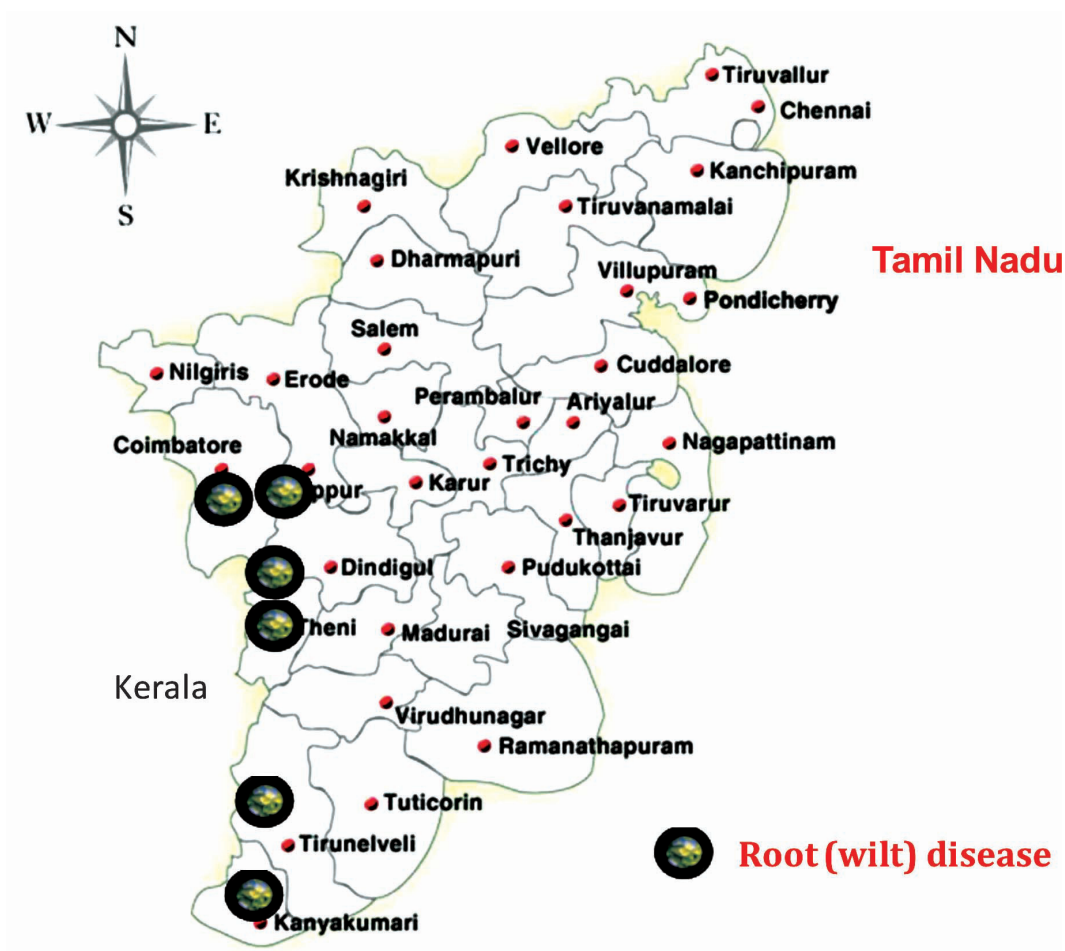 N
W
E
S
Tiruvallur
Chennai
Vellore
Kanchipuram
Krishnagiri
Tiruvanamalai
Dharmapuri
Tamil Nadu
Villupuram
Pondicherry
Salem
Cuddalore
Nilgiris
Erode
Perambalur
Ariyalur
Namakkal
Coimbatore
Nagapattinam
Trichy
Karur
ppur
Tiruvarur
Thanjavur
Dindigul
Pudukottai
Theni
Madurai
Sivagangai
Kerala
Virudhunagar
Ramanathapuram
Tuticorin
Tirunelveli
Root (wilt) disease
Kanyakumari